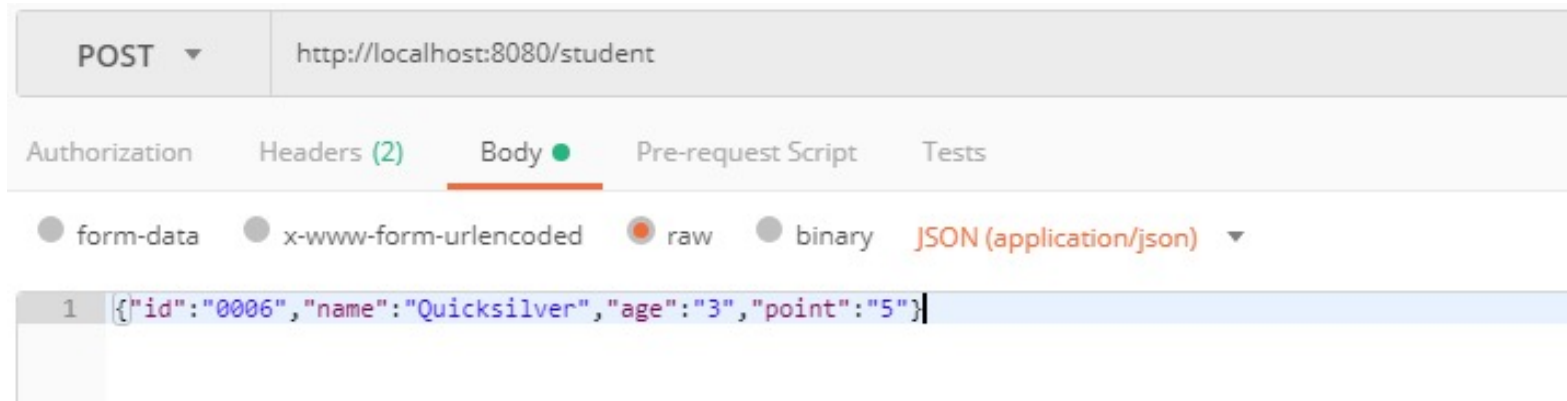 POST http://localhost:8080/student
Authorization Headers (2) Body Pre-request Script Tests
form-data x-www-form-urlencoded raw binary JSON (application/json)
1 {"id":"0006","name":"Quicksilver","age":"3","point":"5"}